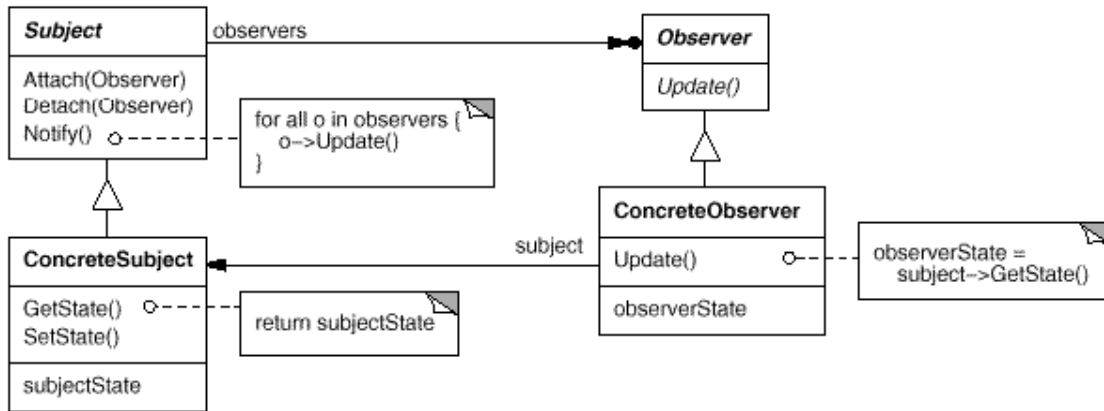 Subject
Attach(Observer)
Detach(Observer)
Notify()
observers
Observer
Update()
for all o in observers {
o->Update()
}
ConcreteSubject
GetState()
SetState()
subjectState
return subjectState
subject
ConcreteObserver
Update()
observerState
observerState =
subject->GetState()